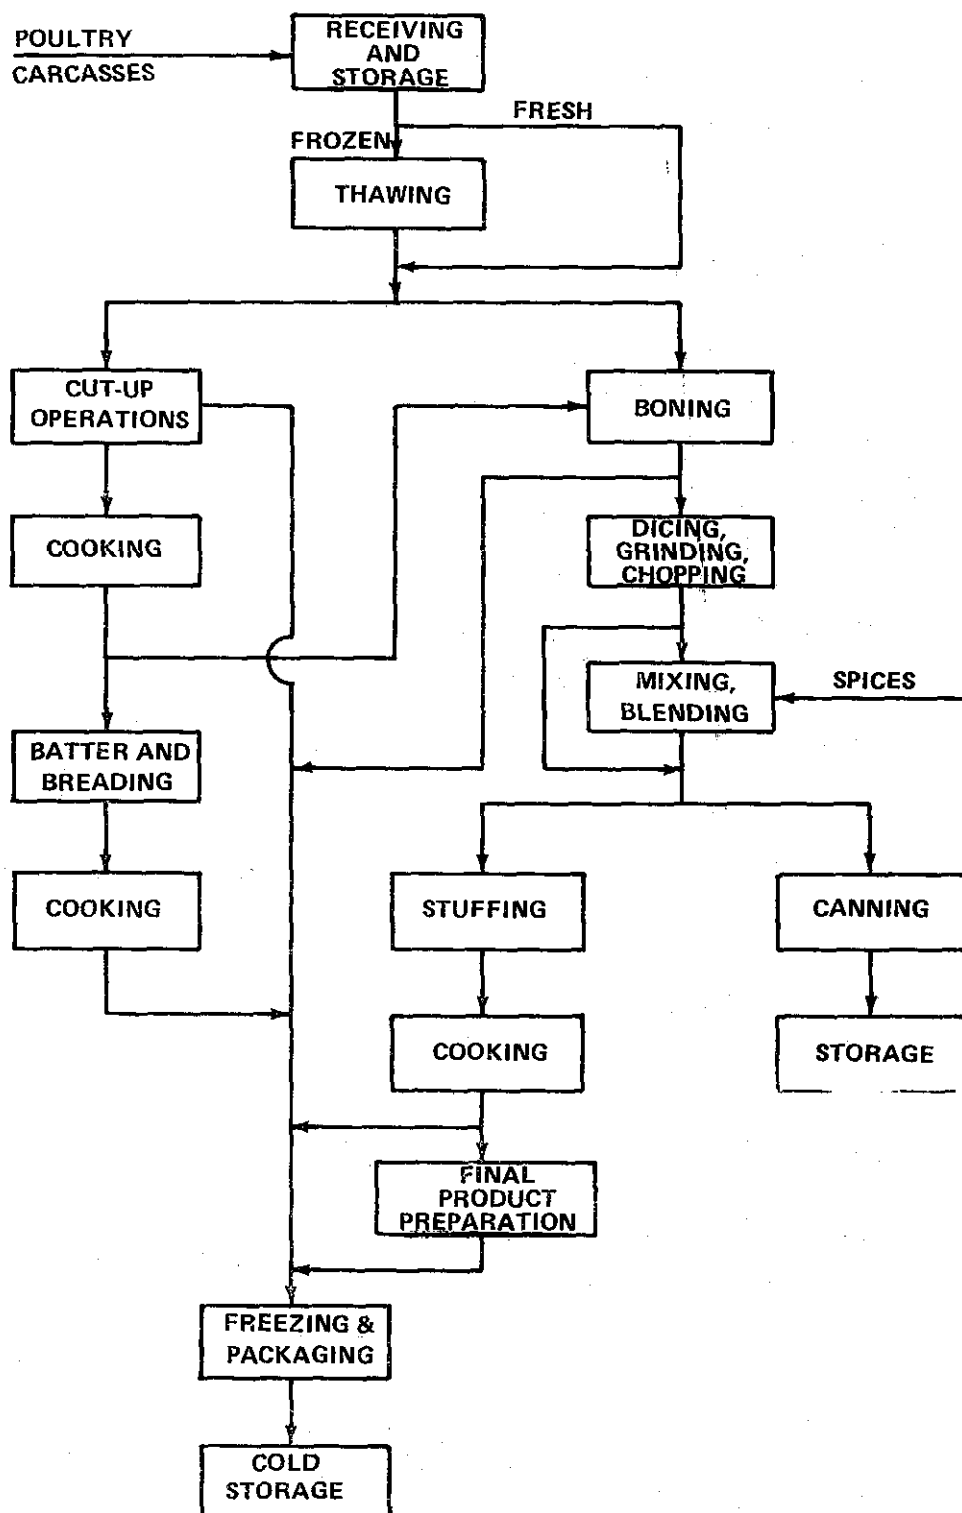 POULTRY
CARCASSES
RECEIVING
AND
STORAGE
FRESH
FROZEN
THAWING
CUT-UP
OPERATIONS
BONING
COOKING
DICING,
GRINDING,
CHOPPING
MIXING,
BLENDING
SPICES
BATTER AND
BREADING
COOKING
STUFFING
CANNING
COOKING
STORAGE
FINAL
PRODUCT
PREPARATION
FREEZING &
PACKAGING
COLD
STORAGE